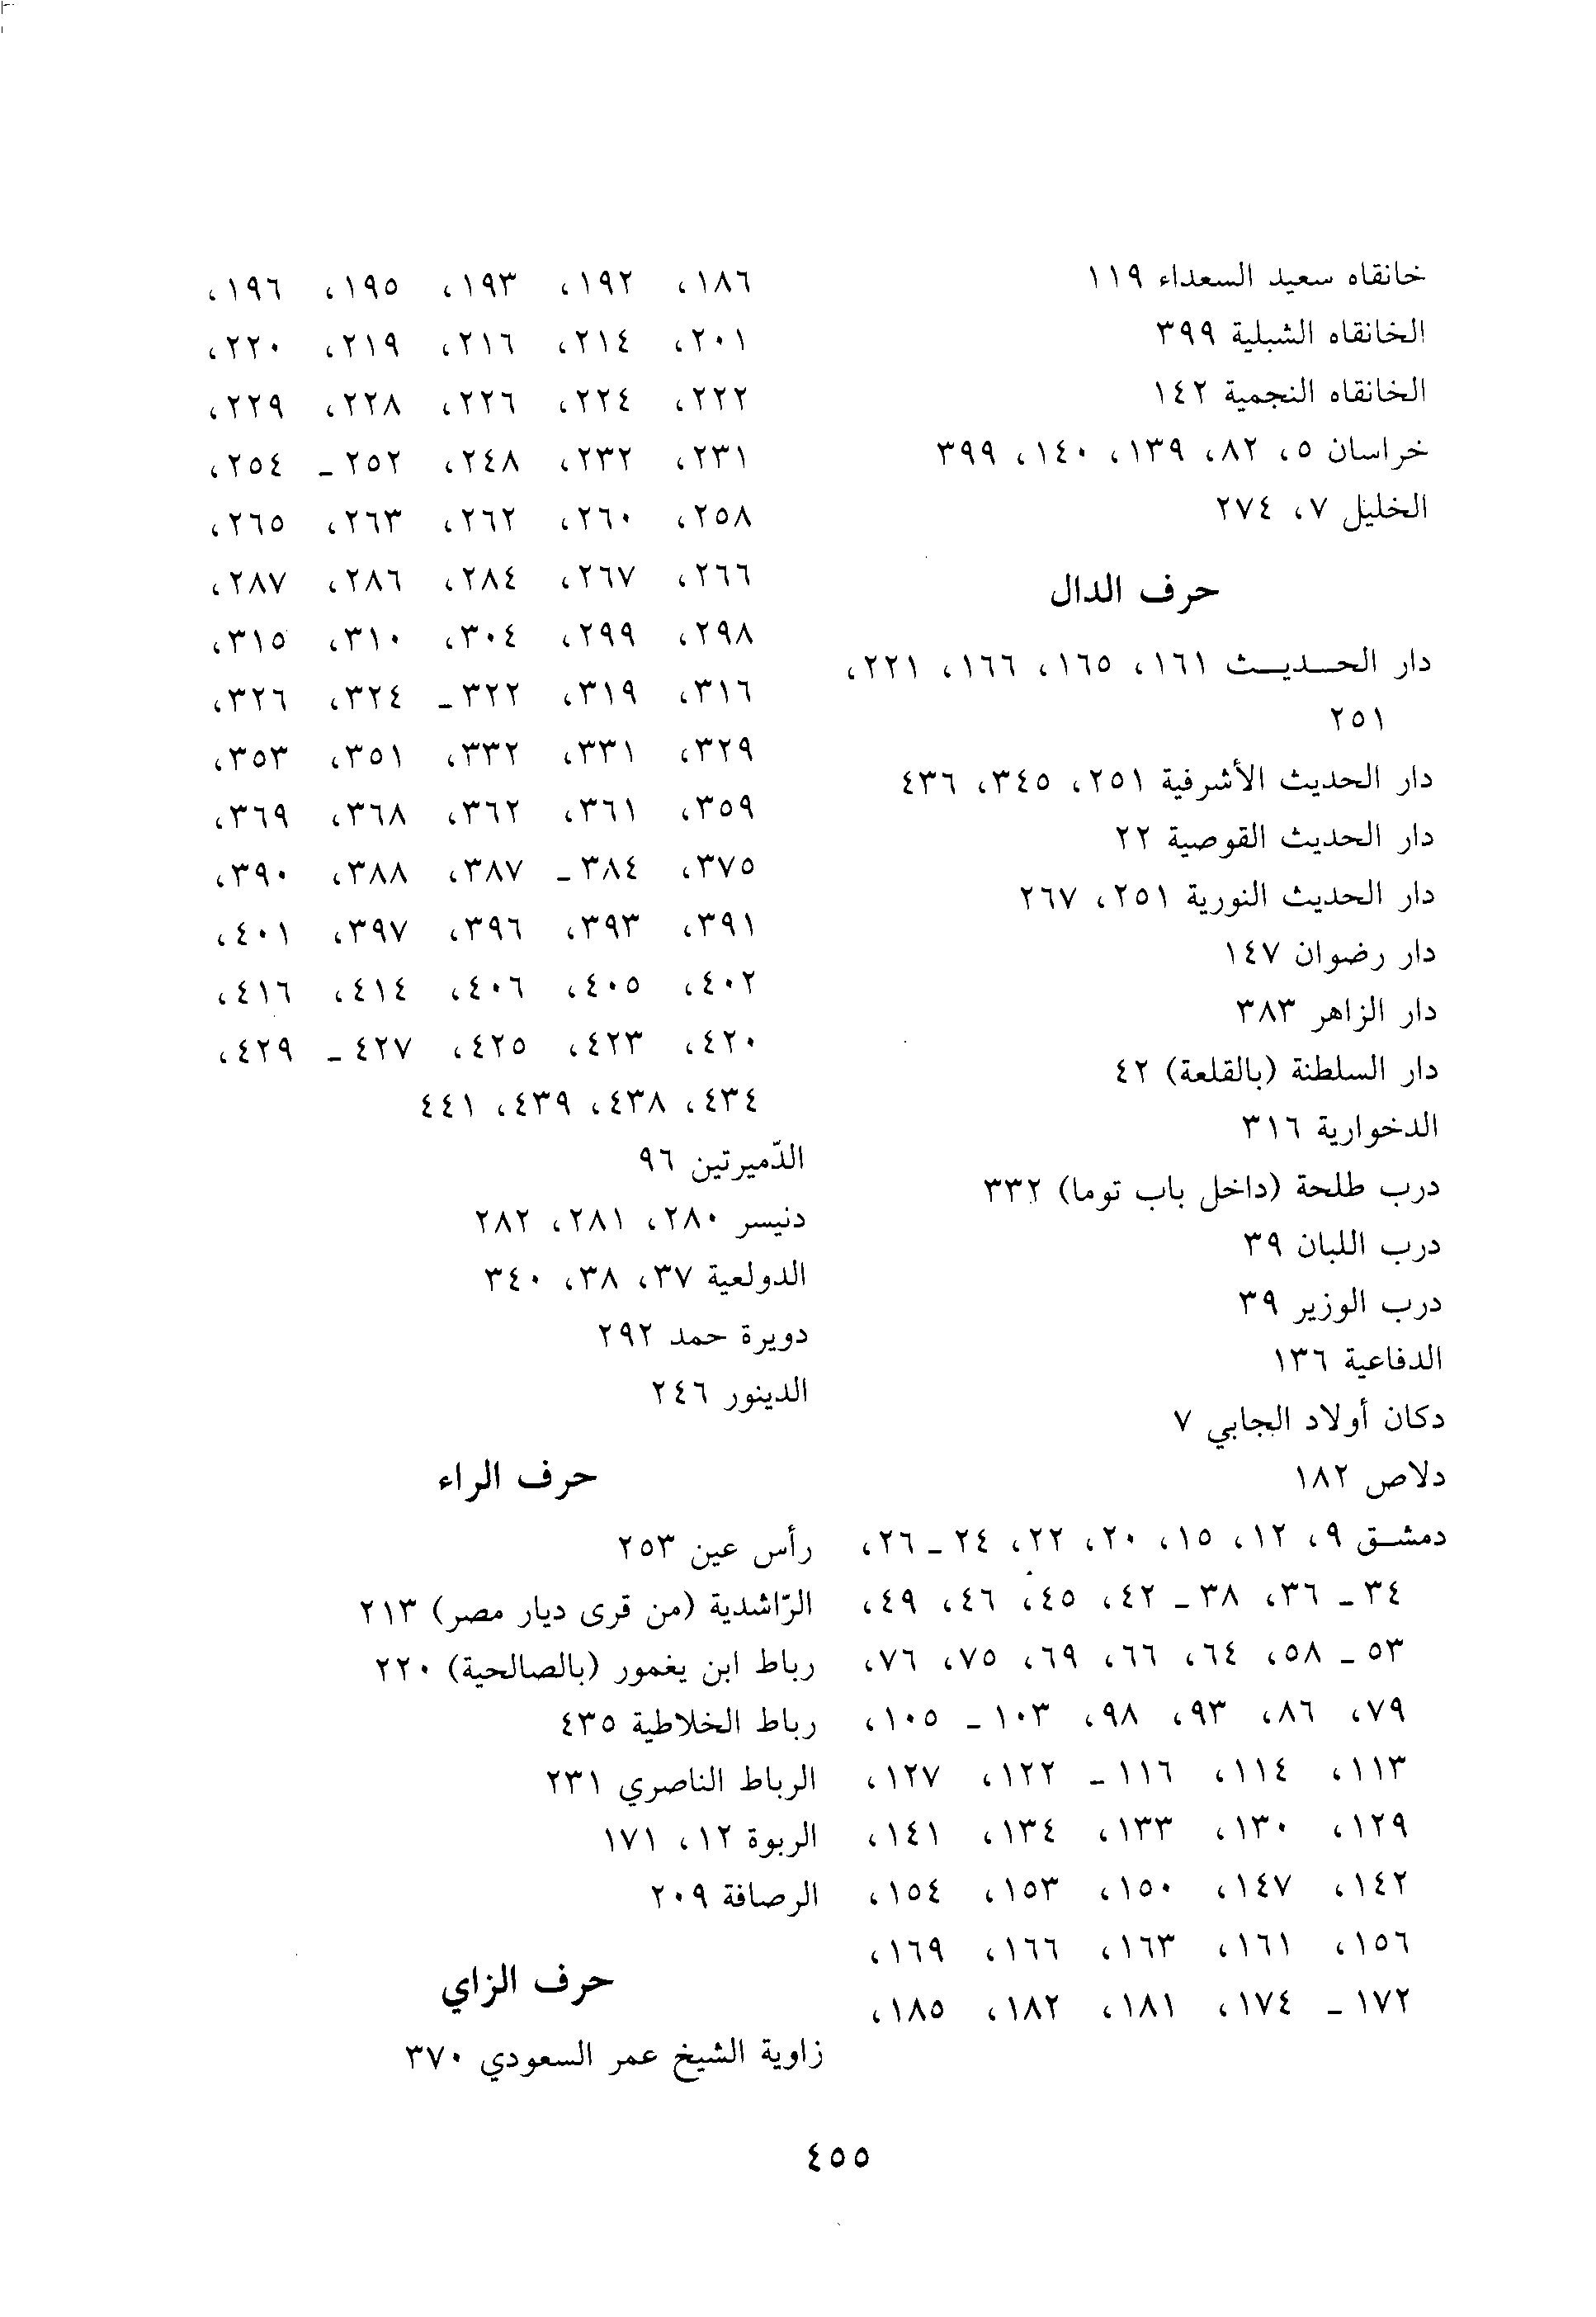 خانقاه سعيد السعداء ١١٩
الخانقاه الشبلية ٣٩٩
الخانقاه النجمية ١٤٢
خراسان ٥، ٨٢، ١٣٩، ١٤٠، ٣٩٩
الخليل ٧، ٢٧٤
حرف الدال
دار الحـديـث ١٦١، ١٦٥، ١٦٦، ٢٢١،
٢٥١
دار الحديث الأشرفية ٢٥١، ٣٤٥، ٤٣٦
دار الحديث القوصية ٢٢
دار الحديث النورية ٢٥١، ٢٦٧
دار رضوان ١٤٧
دار الزاهر ٣٨٣
دار السلطنة (بالقلعة) ٤٢
الدخوارية ٣١٦
درب طلحة (داخل باب توما) ٣٣٢
درب اللبان ٣٩
درب الوزير ٣٩
الدفاعية ١٣٦
دكان أولاد الجابي ٧
دلاص ١٨٢
دمشـق ٩، ١٢، ١٥، ٢٠، ٢٢، ٢٤ - ٢٦،
٣٤ - ٣٦، ٣٨ - ٤٢، ٤٥، ٤٦، ٤٩،
٥٣ - ٥٨، ٦٤، ٦٦، ٦٩، ٧٥، ٧٦،
٧٩، ٨٦، ٩٣، ٩٨، ١٠٣ - ١٠٥،
١١٣، ١١٤، ١١٦ - ١٢٢، ١٢٧،
١٢٩، ١٣٠، ١٣٣، ١٣٤، ١٤١،
١٤٢، ١٤٧، ١٥٠، ١٥٣، ١٥٤،
١٥٦، ١٦١، ١٦٣، ١٦٦، ١٦٩،
١٧٢ - ١٧٤، ١٨١، ١٨٢، ١٨٥،
١٨٦، ١٩٢، ١٩٣، ١٩٥، ١٩٦،
٢٠١، ٢١٤، ٢١٦، ٢١٩، ٢٢٠،
٢٢٢، ٢٢٤، ٢٢٦، ٢٢٨، ٢٢٩،
٢٣١، ٢٣٢، ٢٤٨، ٢٥٢ - ٢٥٤،
٢٥٨، ٢٦٠، ٢٦٢، ٢٦٣، ٢٦٥،
٢٦٦، ٢٦٧، ٢٨٤، ٢٨٦، ٢٨٧،
٢٩٨، ٢٩٩، ٣٠٤، ٣١٠، ٣١٥،
٣١٦، ٣١٩، ٣٢٢ - ٣٢٤، ٣٢٦،
٣٢٩، ٣٣١، ٣٣٢، ٣٥١، ٣٥٣،
٣٥٩، ٣٦١، ٣٦٢، ٣٦٨، ٣٦٩،
٣٧٥، ٣٨٤ - ٣٨٧، ٣٨٨، ٣٩٠،
٣٩١، ٣٩٣، ٣٩٦، ٣٩٧، ٤٠١،
٤٠٢، ٤٠٥، ٤٠٦، ٤١٤، ٤١٦،
٤٢٠، ٤٢٣، ٤٢٥، ٤٢٧ - ٤٢٩،
٤٣٤، ٤٣٨، ٤٣٩، ٤٤١
الدّميرتين ٩٦
دنيسر ٢٨٠، ٢٨١، ٢٨٢
الدولعية ٣٧، ٣٨، ٣٤٠
دويرة حمد ٢٩٢
الدينور ٢٤٦
حرف الراء
رأس عين ٢٥٣
الرّاشدية (من قرى ديار مصر) ٢١٣
رباط ابن يغمور (بالصالحية) ٢٢٠
رباط الخلاطية ٤٣٥
الرباط الناصري ٢٣١
الربوة ١٢، ١٧١
الرصافة ٢٠٩
حرف الزاي
زاوية الشيخ عمر السعودي ٣٧٠
٤٥٥